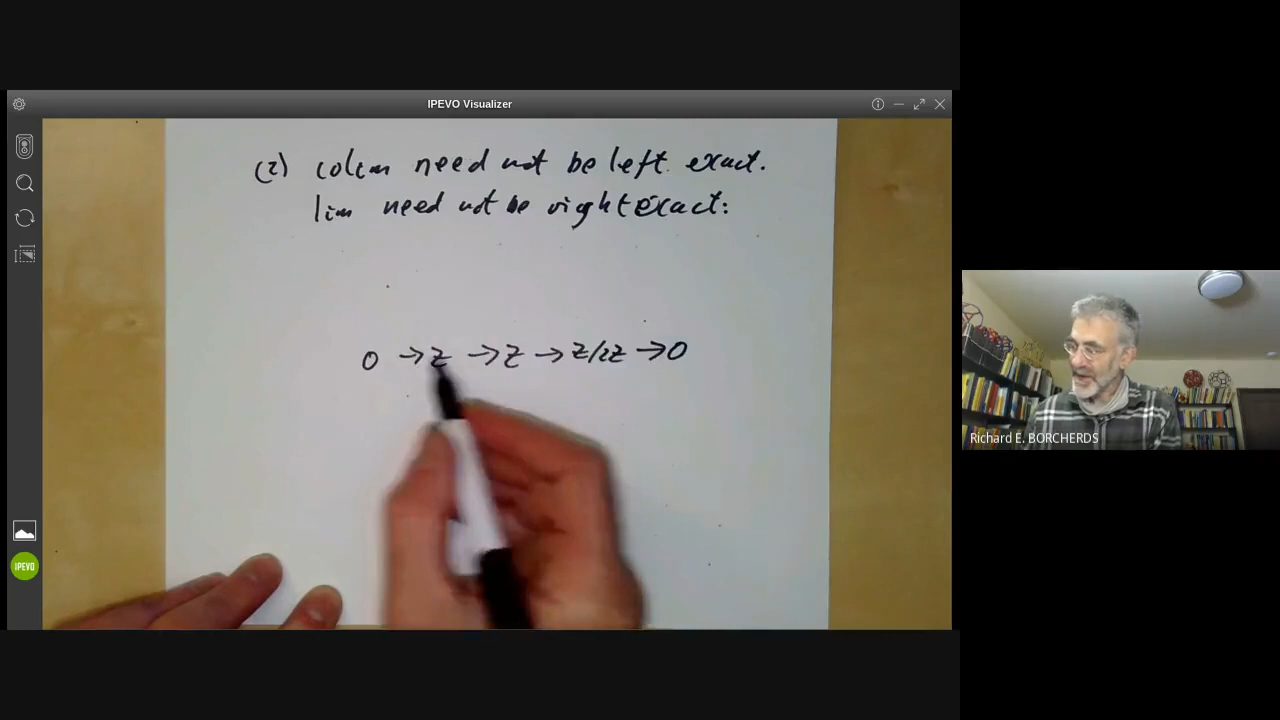 IPEVO Visualizer
(2) colim need not be left exact.
lim need not be right exact:
0 → Z → Z → Z/2Z → 0
IPEVO
Richard E. BORCHERDS